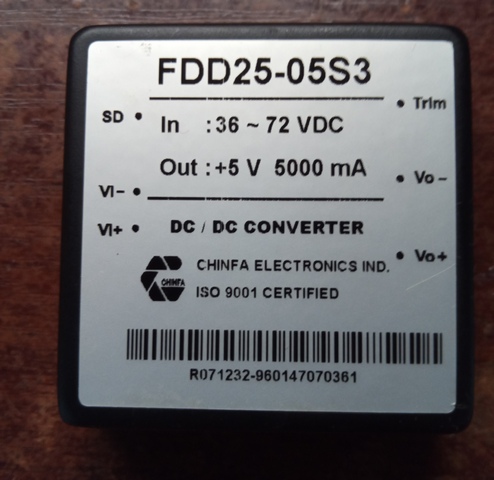 FDD25-05S3
SD •
• Trim
In : 36 ~ 72 VDC
Out : +5 V 5000 mA
VI− •
• Vo−
VI+ •
DC / DC CONVERTER
• Vo+
CHINFA
CHINFA ELECTRONICS IND.
ISO 9001 CERTIFIED
R071232-960147070361